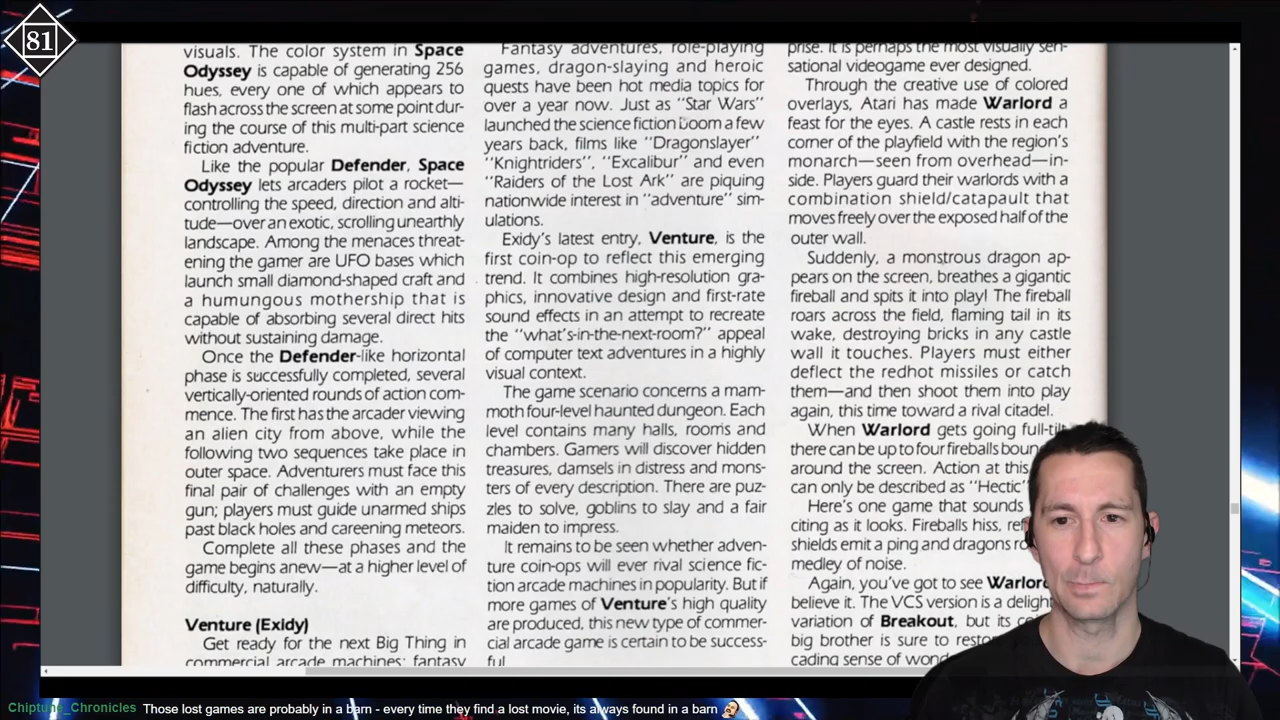 81
visuals. The color system in Space
Odyssey is capable of generating 256
hues, every one of which appears to
flash across the screen at some point dur-
ing the course of this multi-part science
fiction adventure.
Like the popular Defender, Space
Odyssey lets arcaders pilot a rocket—
controlling the speed, direction and alti-
tude—over an exotic, scrolling unearthly
landscape. Among the menaces threat-
ening the gamer are UFO bases which
launch small diamond-shaped craft and
a humungous mothership that is
capable of absorbing several direct hits
without sustaining damage.
Once the Defender-like horizontal
phase is successfully completed, several
vertically-oriented rounds of action com-
mence. The first has the arcader viewing
an alien city from above, while the
following two sequences take place in
outer space. Adventurers must face this
final pair of challenges with an empty
gun; players must guide unarmed ships
past black holes and careening meteors.
Complete all these phases and the
game begins anew—at a higher level of
difficulty, naturally.
Venture (Exidy)
Get ready for the next Big Thing in
commercial arcade machines: fantasy
Fantasy adventures, role-playing
games, dragon-slaying and heroic
quests have been hot media topics for
over a year now. Just as "Star Wars"
launched the science fiction boom a few
years back, films like "Dragonslayer"
"Knightriders", "Excalibur" and even
"Raiders of the Lost Ark" are piquing
nationwide interest in "adventure" sim-
ulations.
Exidy's latest entry, Venture, is the
first coin-op to reflect this emerging
trend. It combines high-resolution gra-
phics, innovative design and first-rate
sound effects in an attempt to recreate
the "what's-in-the-next-room?" appeal
of computer text adventures in a highly
visual context.
The game scenario concerns a mam-
moth four-level haunted dungeon. Each
level contains many halls, rooms and
chambers. Gamers will discover hidden
treasures, damsels in distress and mons-
ters of every description. There are puz-
zles to solve, goblins to slay and a fair
maiden to impress.
It remains to be seen whether adven-
ture coin-ops will ever rival science fic-
tion arcade machines in popularity. But if
more games of Venture's high quality
are produced, this new type of commer-
cial arcade game is certain to be success-
ful
prise. It is perhaps the most visually sen-
sational videogame ever designed.
Through the creative use of colored
overlays, Atari has made Warlord a
feast for the eyes. A castle rests in each
corner of the playfield with the region's
monarch—seen from overhead—in-
side. Players guard their warlords with a
combination shield/catapault that
moves freely over the exposed half of the
outer wall.
Suddenly, a monstrous dragon ap-
pears on the screen, breathes a gigantic
fireball and spits it into play! The fireball
roars across the field, flaming tail in its
wake, destroying bricks in any castle
wall it touches. Players must either
deflect the redhot missiles or catch
them—and then shoot them into play
again, this time toward a rival citadel.
When Warlord gets going full-tilt
there can be up to four fireballs boun
around the screen. Action at this
can only be described as "Hectic"
Here's one game that sounds
citing as it looks. Fireballs hiss,
shields emit a ping and dragons
medley of noise.
Again, you've got to see Warlord
believe it. The VCS version is a delight
variation of Breakout, but its
big brother is sure to
cading sense of
Chiptune_Chronicles Those lost games are probably in a barn - every time they find a lost movie, its always found in a barn